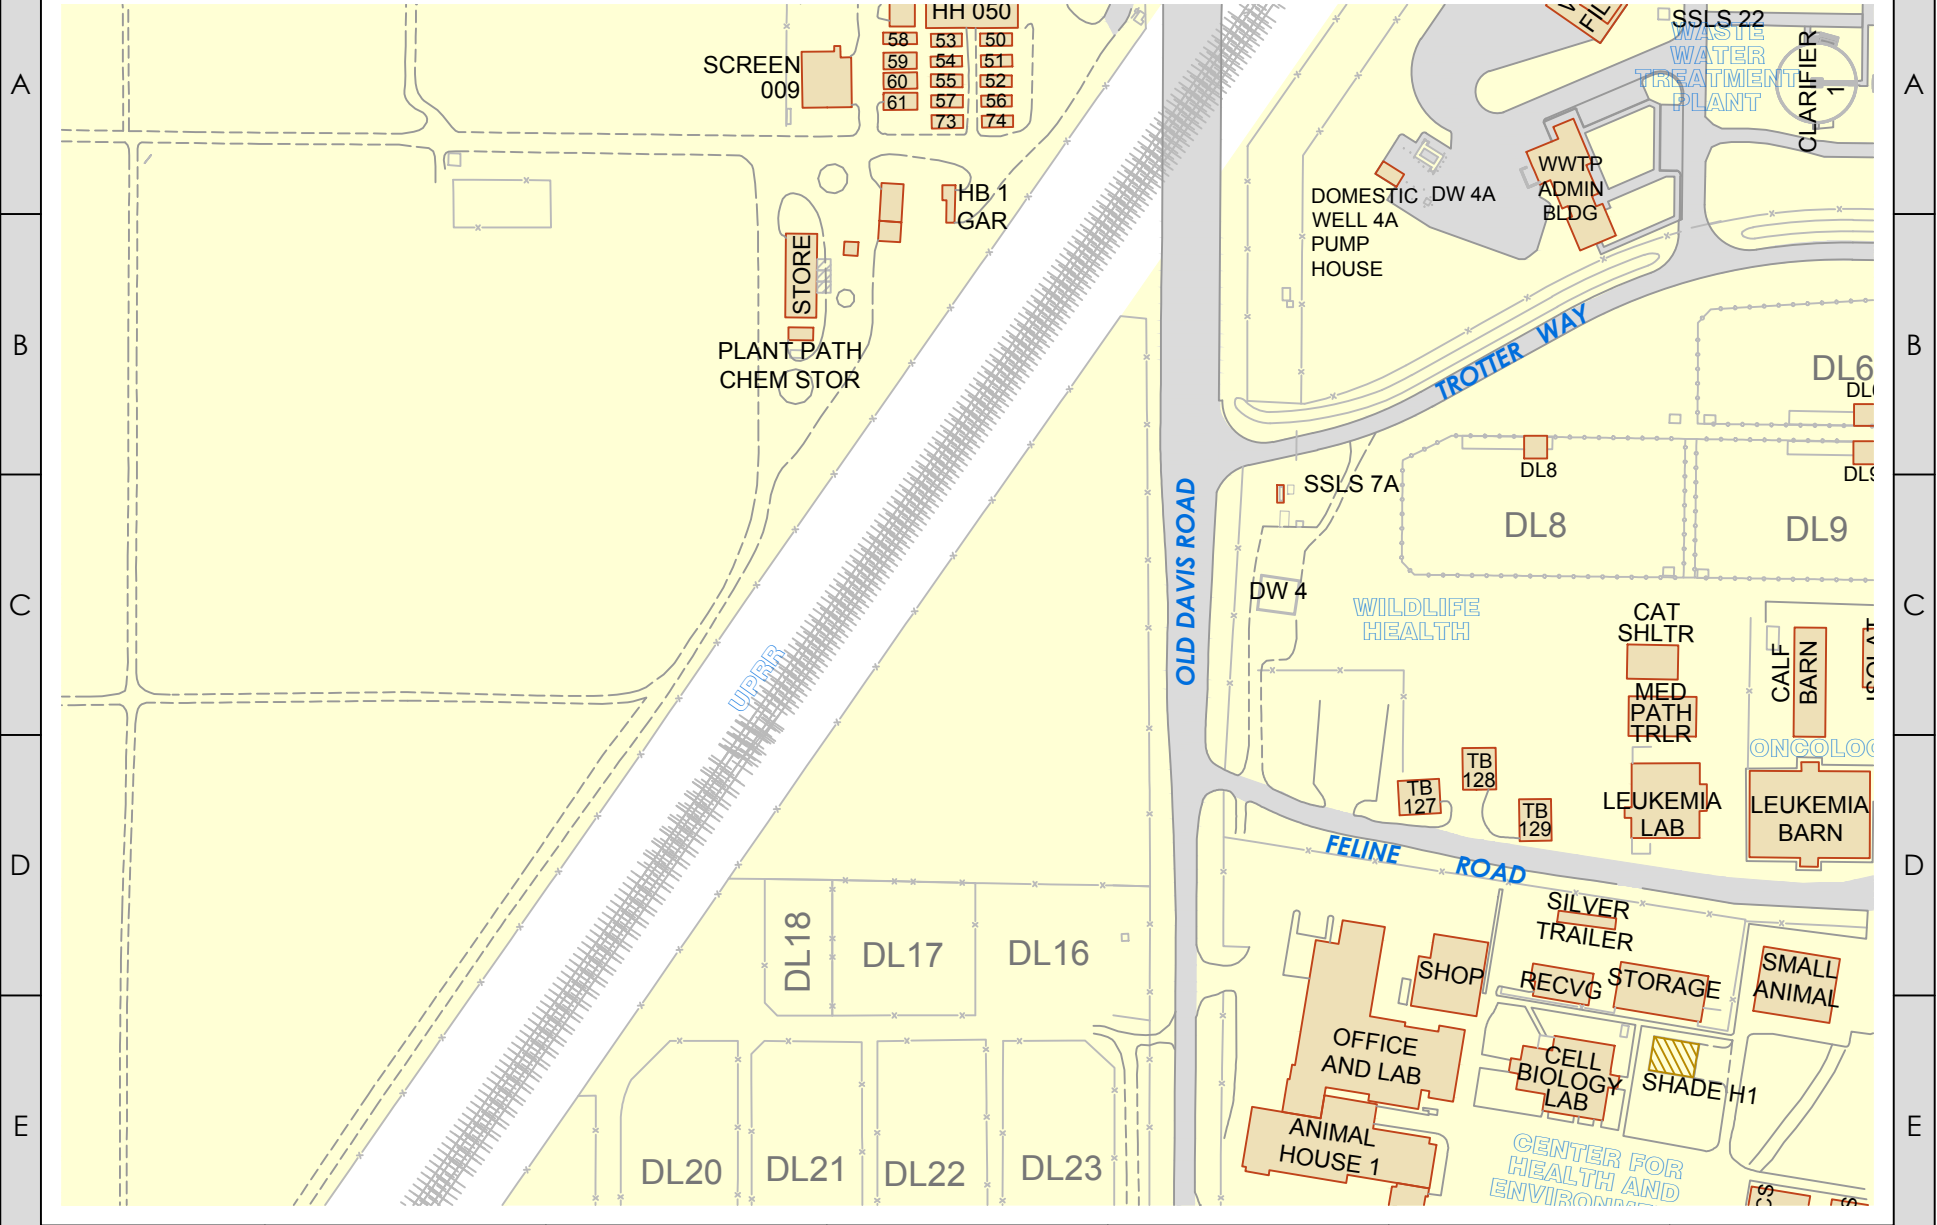 A
B
C
D
E
A
B
C
D
E
HH 050
58
53
50
59
54
51
60
55
52
61
57
56
73
74
SCREEN
009
HB 1
GAR
STORE
PLANT PATH
CHEM STOR
SSLS 22
WASTE
WATER
TREATMENT
PLANT
CLARIFIER
1
WWTP
ADMIN
BLDG
DOMESTIC
WELL 4A
PUMP
HOUSE
DW 4A
TROTTER WAY
DL6
DL8
DL8
DL9
SSLS 7A
OLD DAVIS ROAD
DW 4
WILDLIFE
HEALTH
CAT
SHLTR
MED
PATH
TRLR
CALF
BARN
UPRR
TB
127
TB
128
TB
129
LEUKEMIA
LAB
LEUKEMIA
BARN
FELINE ROAD
SILVER
TRAILER
SHOP
RECVG
STORAGE
SMALL
ANIMAL
DL18
DL17
DL16
OFFICE
AND LAB
CELL
BIOLOGY
LAB
SHADE H1
ANIMAL
HOUSE 1
CENTER FOR
HEALTH AND
DL20
DL21
DL22
DL23